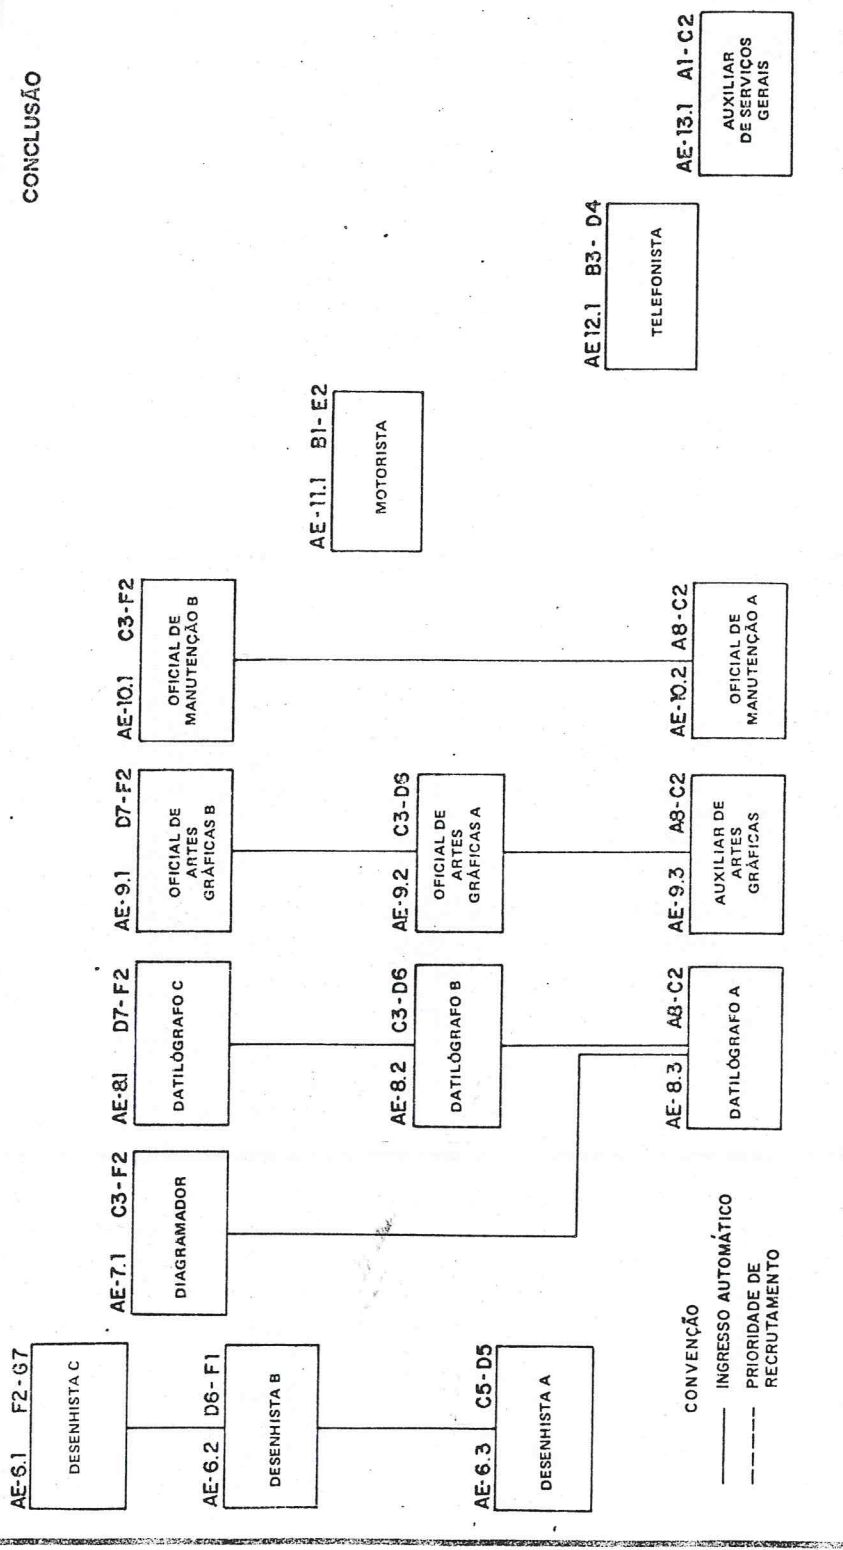 CONCLUSÃO
AE-6.1 F2-G7
DESENHISTA C
AE-6.2 D6-F1
DESENHISTA B
AE-6.3 C5-D5
DESENHISTA A
AE-7.1 C3-F2
DIAGRAMADOR
AE-8.1 D7-F2
DATILÓGRAFO C
AE-8.2 C3-D6
DATILÓGRAFO B
AE-8.3 A8-C2
DATILÓGRAFO A
AE-9.1 D7-F2
OFICIAL DE
ARTES
GRÁFICAS B
AE-9.2 C3-D6
OFICIAL DE
ARTES
GRÁFICAS A
AE-9.3 A8-C2
AUXILIAR DE
ARTES
GRÁFICAS
AE-10.1 C3-F2
OFICIAL DE
MANUTENÇÃO B
AE-10.2 A8-C2
OFICIAL DE
MANUTENÇÃO A
AE-11.1 B1-E2
MOTORISTA
AE 12.1 B3-D4
TELEFONISTA
AE-13.1 A1-C2
AUXILIAR
DE SERVIÇOS
GERAIS
CONVENÇÃO
INGRESSO AUTOMÁTICO
PRIORIDADE DE
RECRUTAMENTO